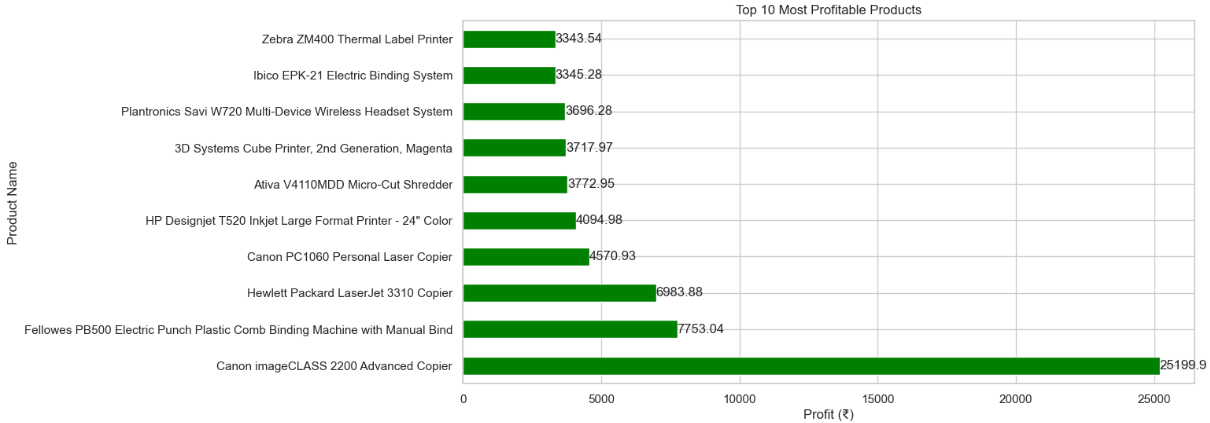 Top 10 Most Profitable Products
Zebra ZM400 Thermal Label Printer
3343.54
Ibico EPK-21 Electric Binding System
3345.28
Plantronics Savi W720 Multi-Device Wireless Headset System
3696.28
3D Systems Cube Printer, 2nd Generation, Magenta
3717.97
Ativa V4110MDD Micro-Cut Shredder
3772.95
HP Designjet T520 Inkjet Large Format Printer - 24" Color
4094.98
Canon PC1060 Personal Laser Copier
4570.93
Hewlett Packard LaserJet 3310 Copier
6983.88
Fellowes PB500 Electric Punch Plastic Comb Binding Machine with Manual Bind
7753.04
Canon imageCLASS 2200 Advanced Copier
25199.9
Product Name
0 5000 10000 15000 20000 25000
Profit (₹)